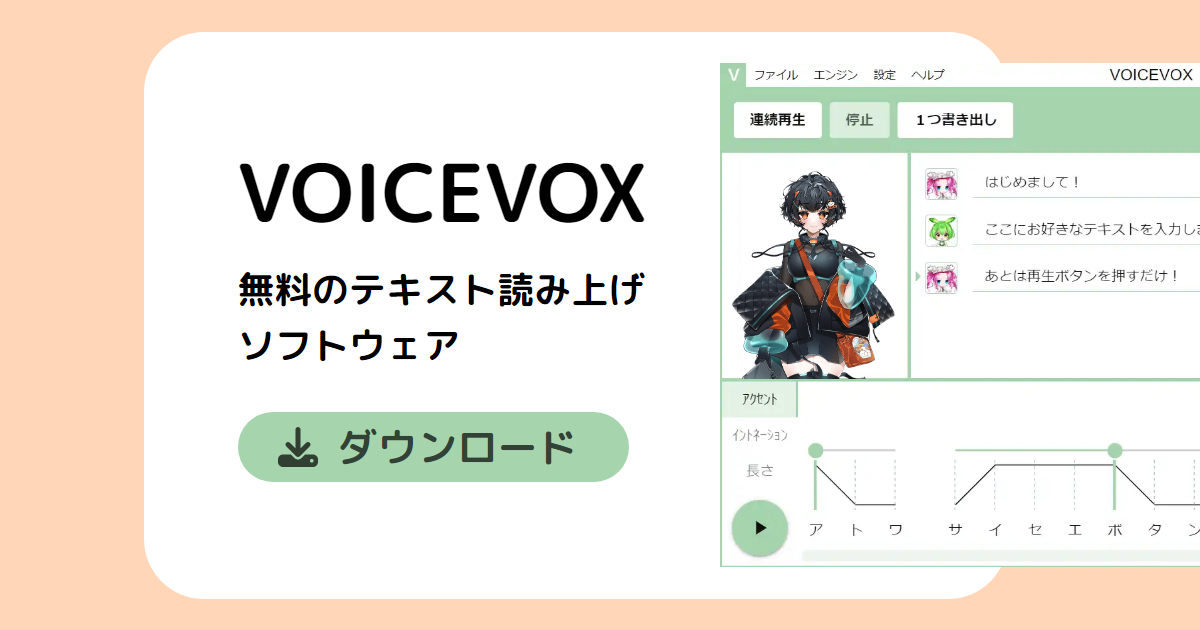 VOICEVOX
無料のテキスト読み上げ
ソフトウェア
ダウンロード
V ファイル エンジン 設定 ヘルプ VOICEVOX
連続再生 停止 1つ書き出し
はじめまして!
ここにお好きなテキストを入力し
あとは再生ボタンを押すだけ!
アクセント
イントネーション
長さ
ア ト ワ サ イ セ エ ボ タ ン